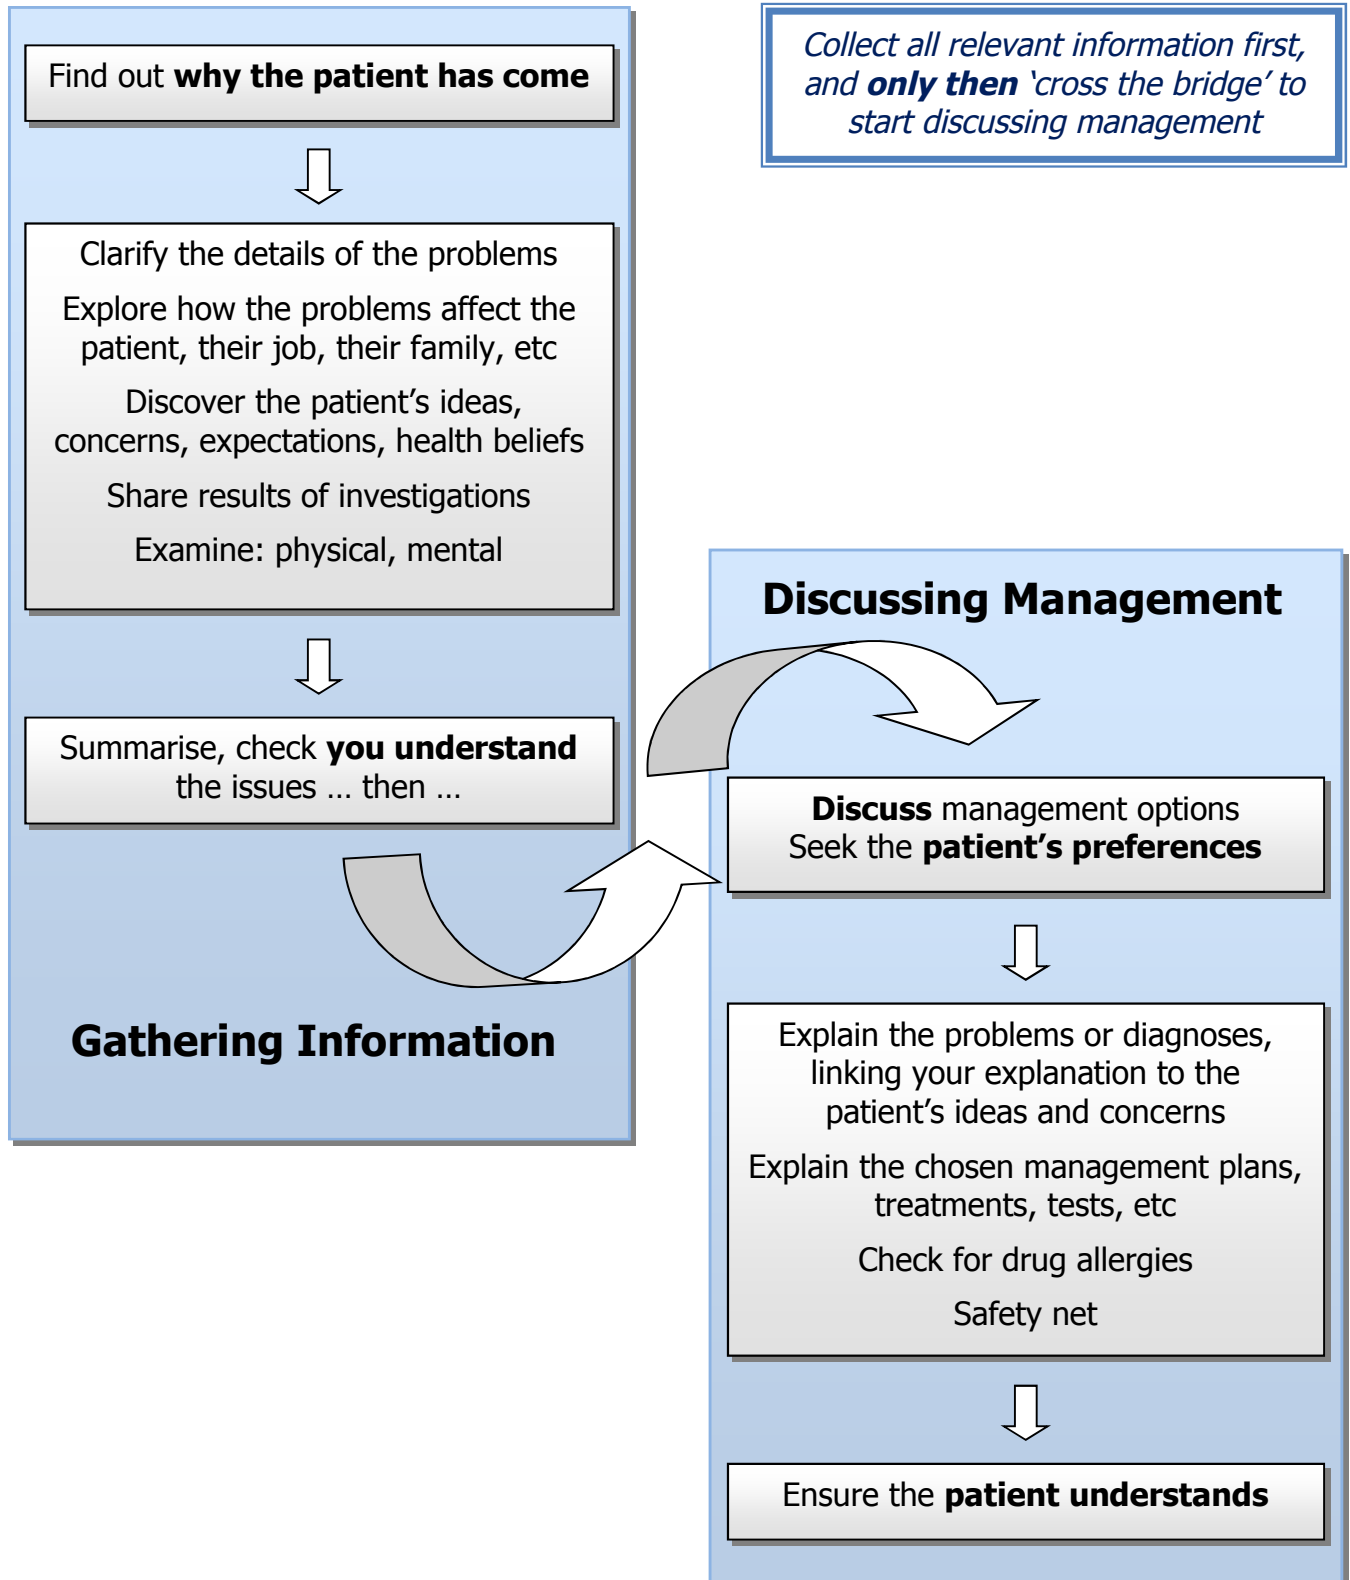 Find out why the patient has come
Clarify the details of the problems
Explore how the problems affect the
patient, their job, their family, etc
Discover the patient’s ideas,
concerns, expectations, health beliefs
Share results of investigations
Examine: physical, mental
Summarise, check you understand
the issues … then …
Gathering Information
Collect all relevant information first,
and only then ‘cross the bridge’ to
start discussing management
Discussing Management
Discuss management options
Seek the patient’s preferences
Explain the problems or diagnoses,
linking your explanation to the
patient’s ideas and concerns
Explain the chosen management plans,
treatments, tests, etc
Check for drug allergies
Safety net
Ensure the patient understands